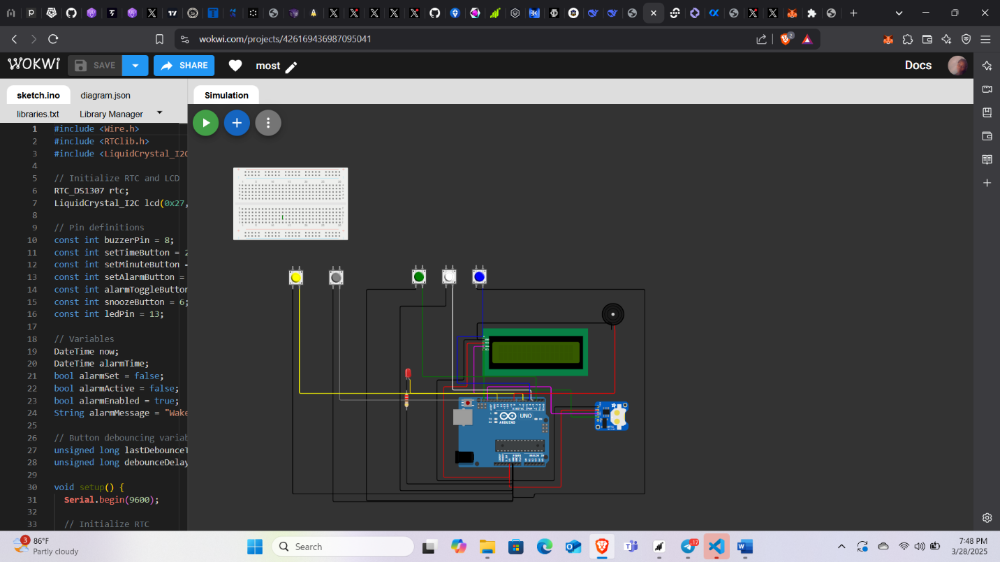 wokwi.com/projects/426169436987095041
2
WOKWi
SAVE
SHARE
most
Docs
sketch.ino
diagram.json
Simulation
libraries.txt
Library Manager
1 #include <Wire.h>
2 #include <RTClib.h>
3 #include <LiquidCrystal_I2C
4
5 // Initialize RTC and LCD
6 RTC_DS1307 rtc;
7 LiquidCrystal_I2C lcd(0x27,
8
9 // Pin definitions
10 const int buzzerPin = 8;
11 const int setTimeButton = 2
12 const int setMinuteButton =
13 const int setAlarmButton =
14 const int alarmToggleButton
15 const int snoozeButton = 6;
16 const int ledPin = 13;
17
18 // Variables
19 DateTime now;
20 DateTime alarmTime;
21 bool alarmSet = false;
22 bool alarmActive = false;
23 bool alarmEnabled = true;
24 String alarmMessage = "Wake
25
26 // Button debouncing variab
27 unsigned long lastDebounceT
28 unsigned long debounceDelay
29
30 void setup() {
31 Serial.begin(9600);
32
33 // Initialize RTC
UNO
ARDUINO
3
86°F
Partly cloudy
Search
17
7:48 PM
3/28/2025